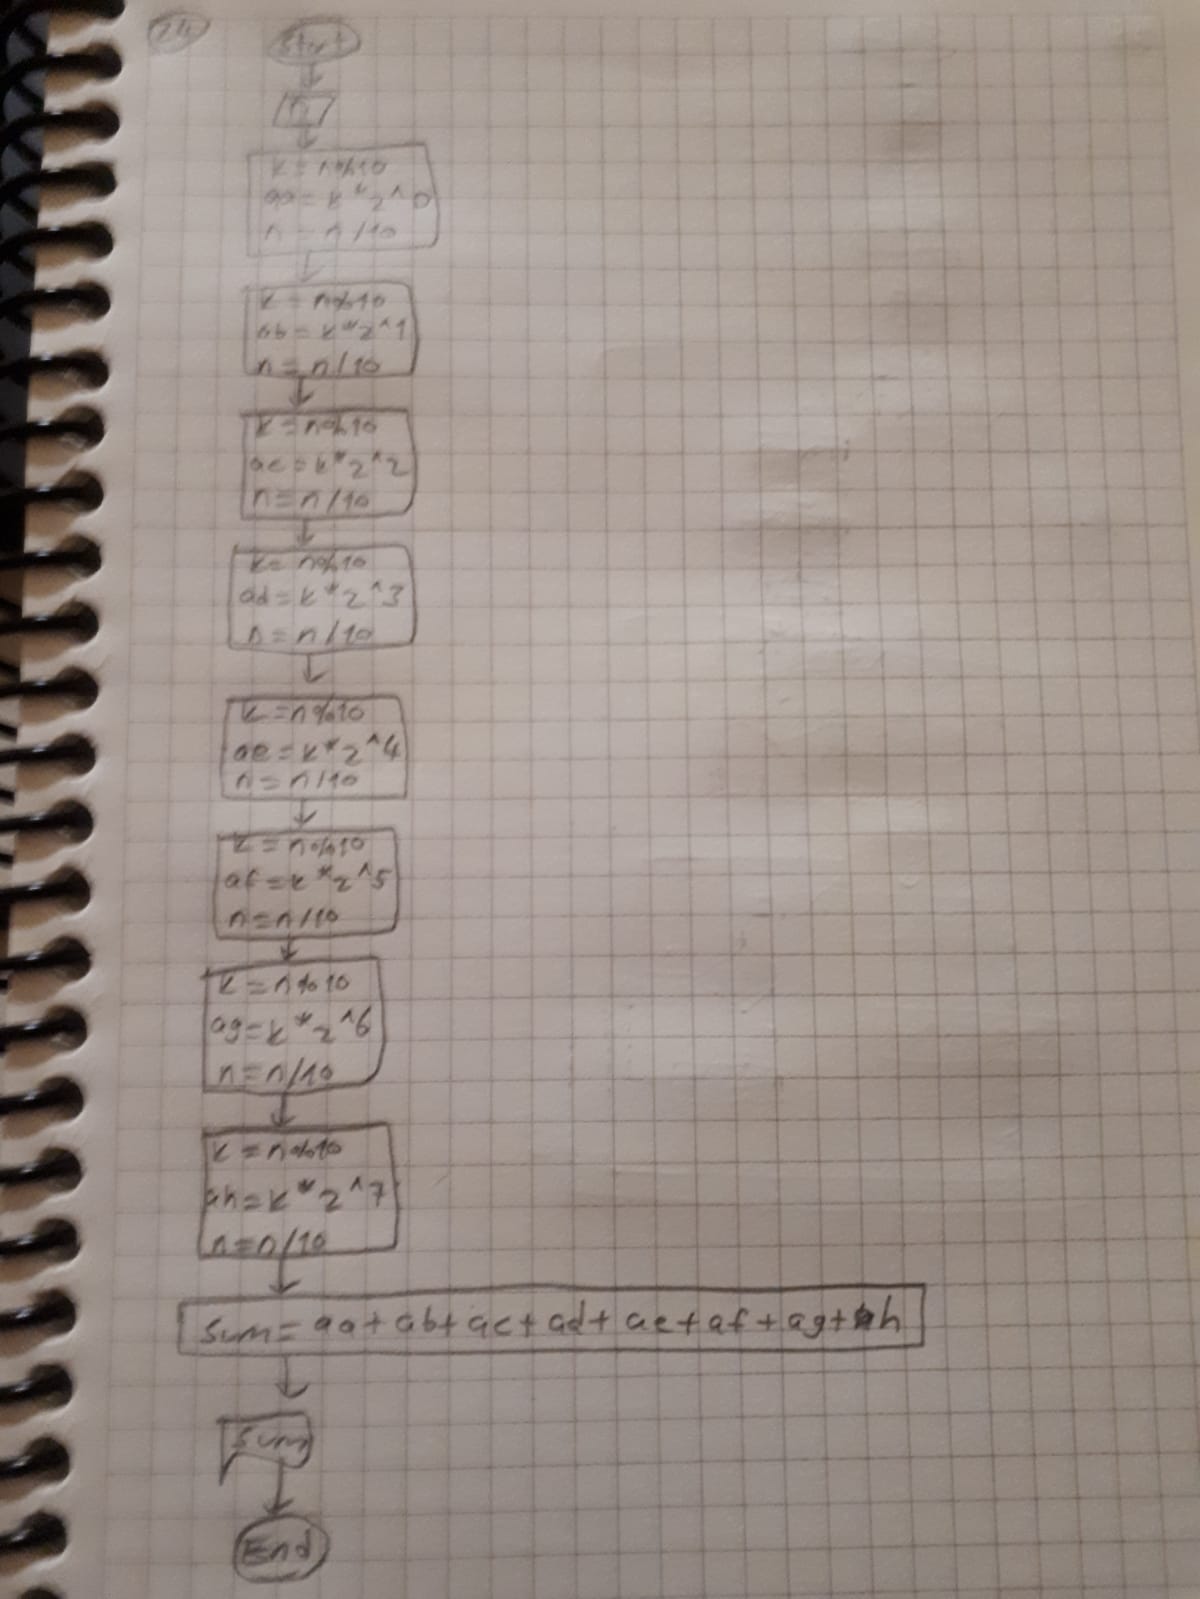 24
Start
n
k = n%10
aa = k * 2^0
n = n/10
k = n%10
ab = k*2^1
n = n/10
k = n%10
ac = k*2^2
n = n/10
k = n%10
ad = k*2^3
n = n/10
k = n%10
ae = k*2^4
n = n/10
k = n%10
af = k*2^5
n = n/10
k = n%10
ag = k*2^6
n = n/10
k = n%10
ah = k*2^7
n = n/10
sum = aa + ab + ac + ad + ae + af + ag + ah
sum
End